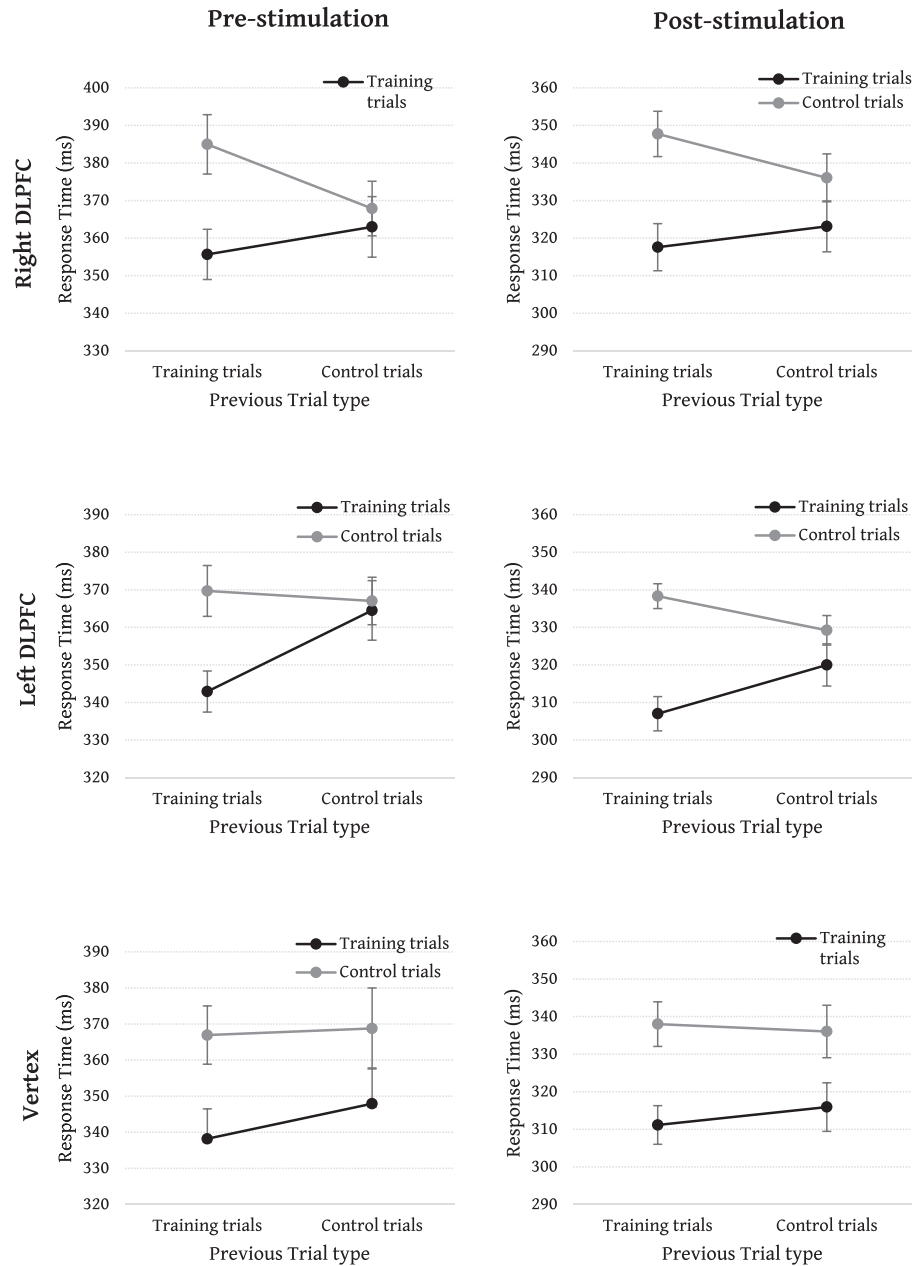 Pre-stimulation
Post-stimulation
Right DLPFC
Response Time (ms)
400
390
380
370
360
350
340
330
Training
trials
Training trials
Control trials
Previous Trial type
Response Time (ms)
360
350
340
330
320
310
300
290
Training trials
Control trials
Training trials
Control trials
Previous Trial type
Left DLPFC
Response Time (ms)
390
380
370
360
350
340
330
320
Training trials
Control trials
Training trials
Control trials
Previous Trial type
Response Time (ms)
360
350
340
330
320
310
300
290
Training trials
Control trials
Training trials
Control trials
Previous Trial type
Vertex
Response Time (ms)
390
380
370
360
350
340
330
320
Training trials
Control trials
Training trials
Control trials
Previous Trial type
Response Time (ms)
360
350
340
330
320
310
300
290
Training
trials
Training trials
Control trials
Previous Trial type